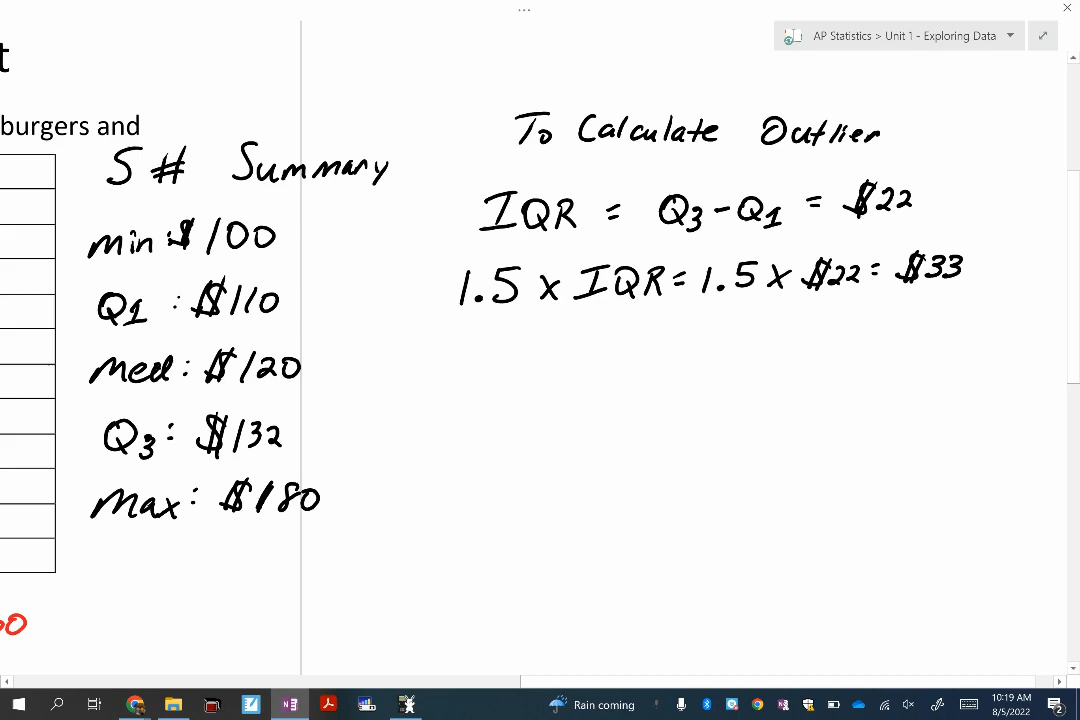 ...
AP Statistics > Unit 1 - Exploring Data
t
burgers and
5 # Summary
min: $100
Q1 : $110
Med: $120
Q3: $132
Max: $180
To Calculate Outlier
IQR = Q3-Q1 = $22
1.5 x IQR = 1.5 x $22 = $33
Rain coming
10:19 AM
8/5/2022
2